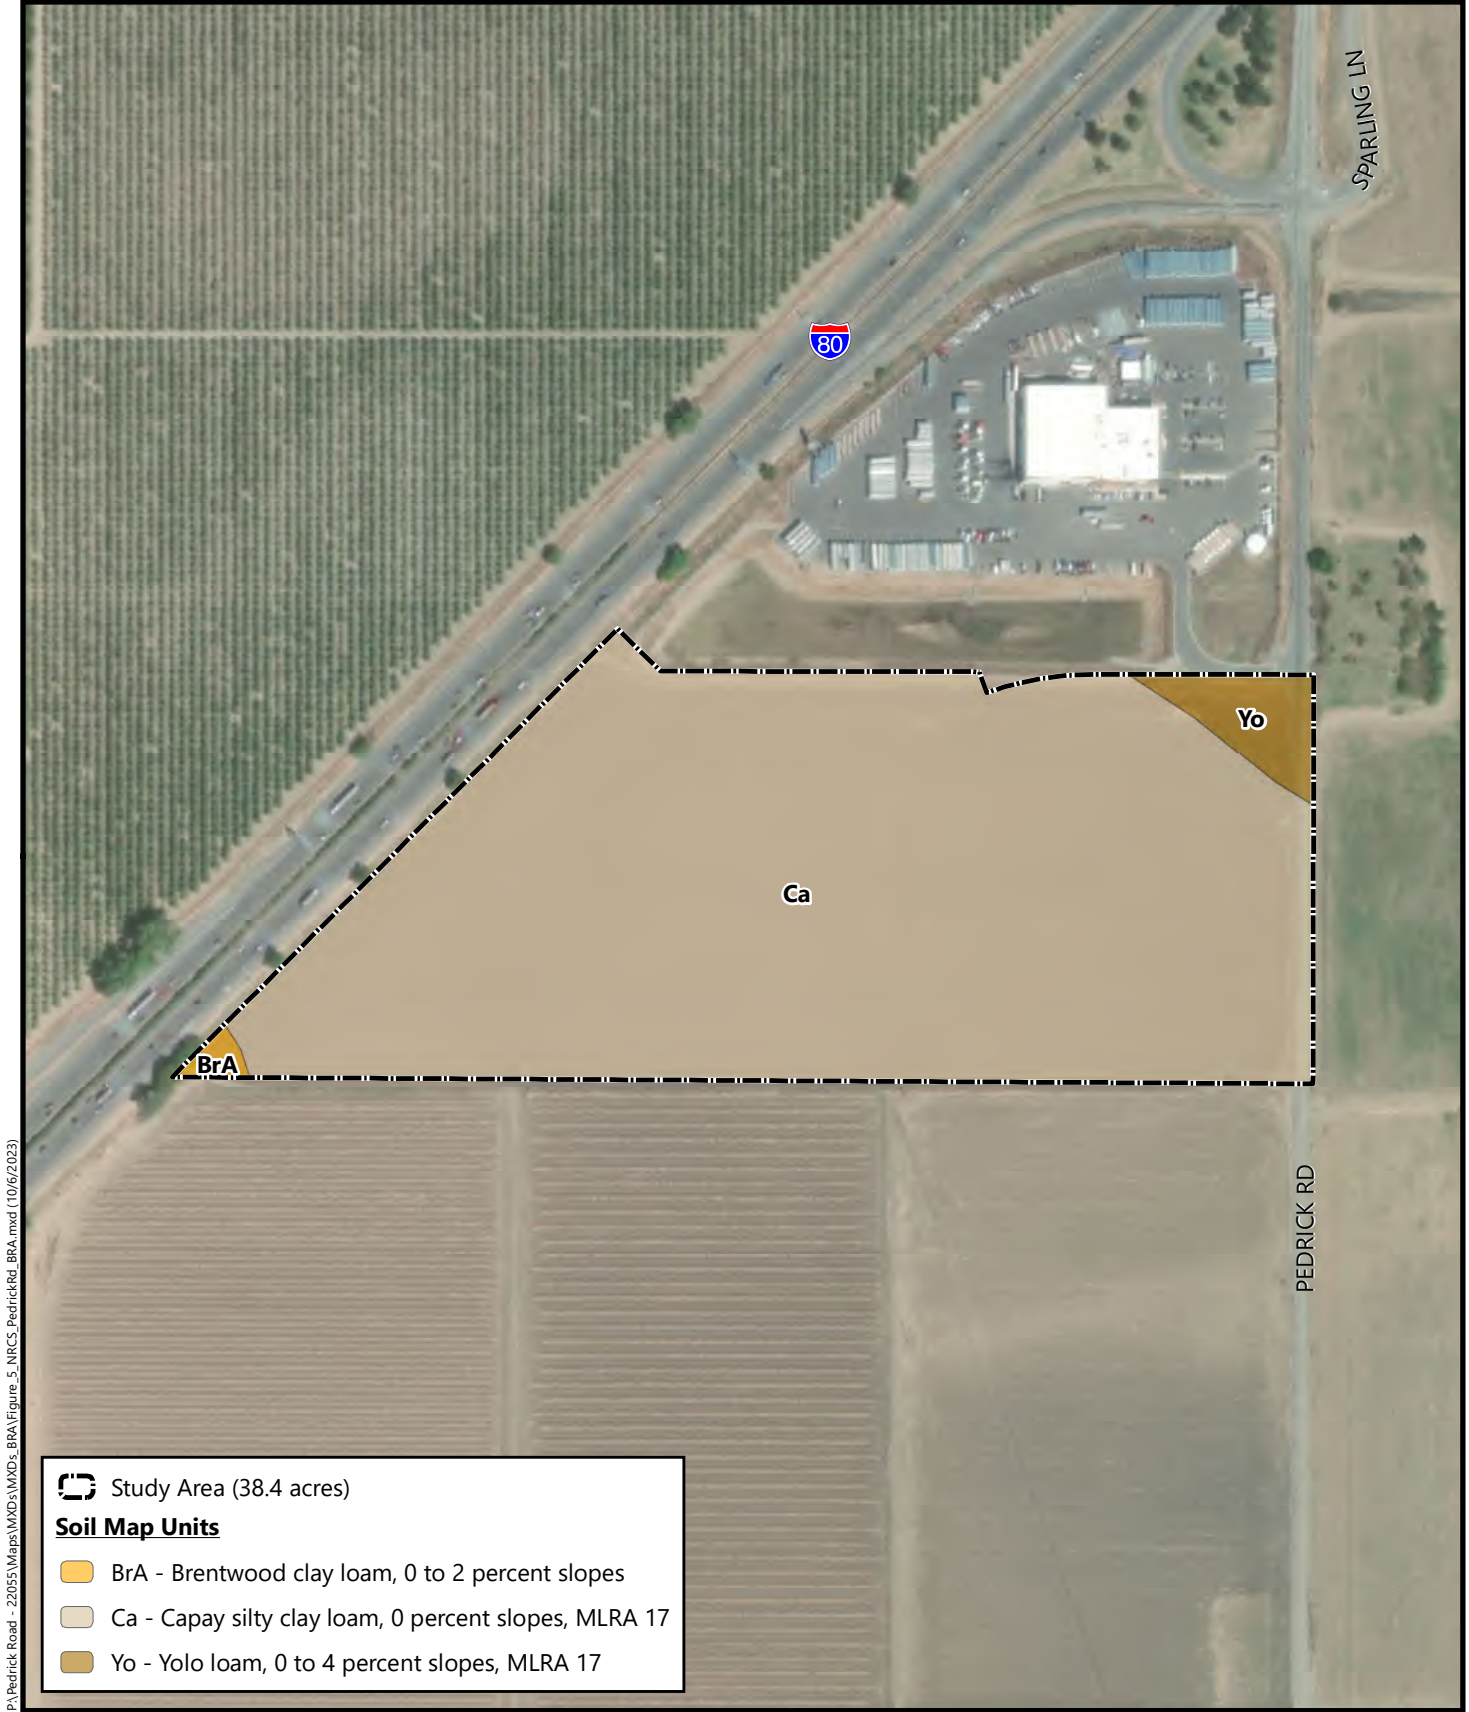 SPARLING LN
80
Yo
Ca
BrA
PEDRICK RD
P:\Pedrick Road - 22055\Maps\MXDs\MXDs_BRA\Figure_5_NRCS_PedrickRd_BRA.mxd (10/6/2023)
Study Area (38.4 acres)
Soil Map Units
BrA - Brentwood clay loam, 0 to 2 percent slopes
Ca - Capay silty clay loam, 0 percent slopes, MLRA 17
Yo - Yolo loam, 0 to 4 percent slopes, MLRA 17